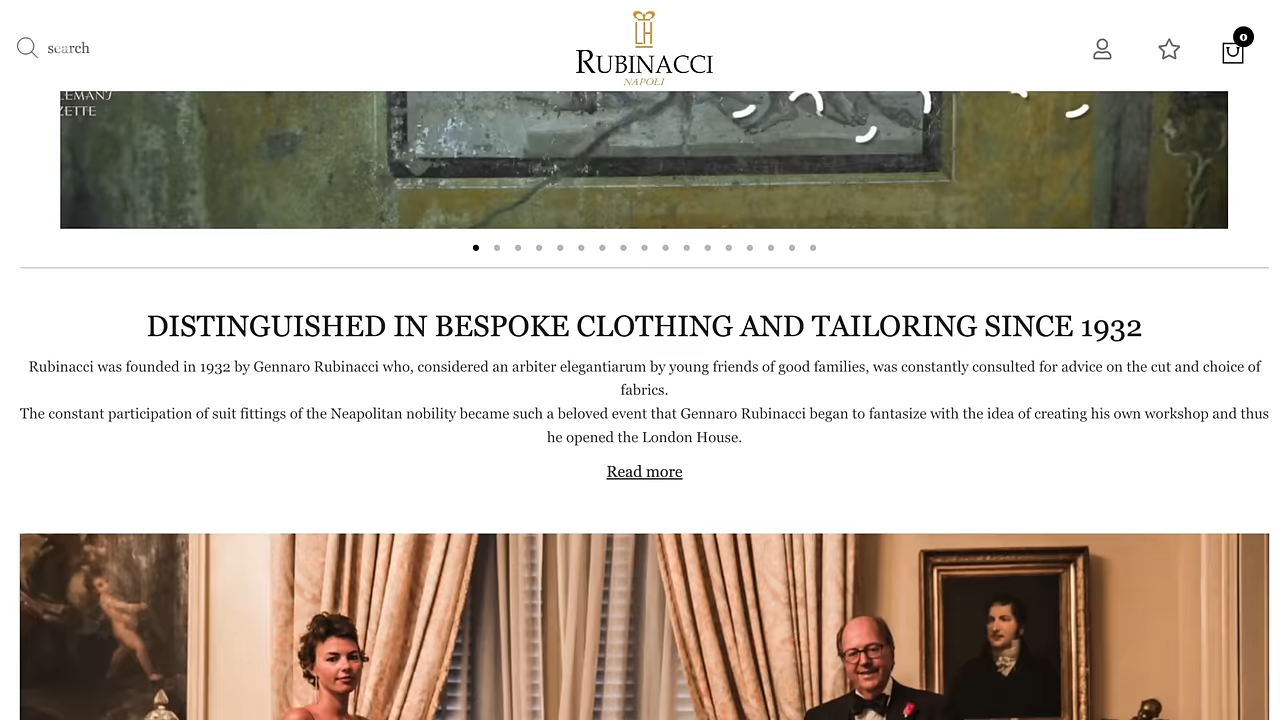 search
LH
RUBINACCI
NAPOLI
0
ZETTE
DISTINGUISHED IN BESPOKE CLOTHING AND TAILORING SINCE 1932
Rubinacci was founded in 1932 by Gennaro Rubinacci who, considered an arbiter elegantiarum by young friends of good families, was constantly consulted for advice on the cut and choice of
fabrics.
The constant participation of suit fittings of the Neapolitan nobility became such a beloved event that Gennaro Rubinacci began to fantasize with the idea of creating his own workshop and thus
he opened the London House.
Read more